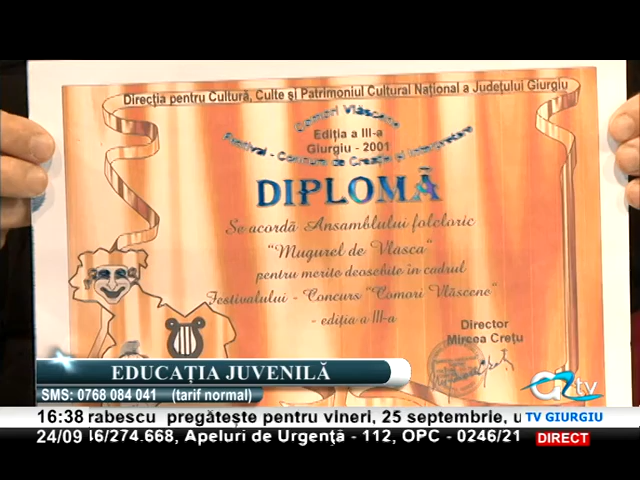 Direcția pentru Cultură, Culte și Patrimoniul Cultural Național a Județului Giurgiu
Comori Vlăscene
Ediția a III-a
Giurgiu - 2001
Festival - Concurs de Creație și Interpretare
DIPLOMĂ
Se acordă Ansamblului folcloric
"Mugurel de Vlașca"
pentru merite deosebite în cadrul
Festivalului - Concurs "Comori Vlăscene"
- ediția a III-a
Director
Mircea Crețu
EDUCAȚIA JUVENILĂ
SMS: 0768 084 041 (tarif normal)
tv
16:38 rabescu pregătește pentru vineri, 25 septembrie, u TV GIURGIU
24/09 46/274.668, Apeluri de Urgență - 112, OPC - 0246/21 DIRECT